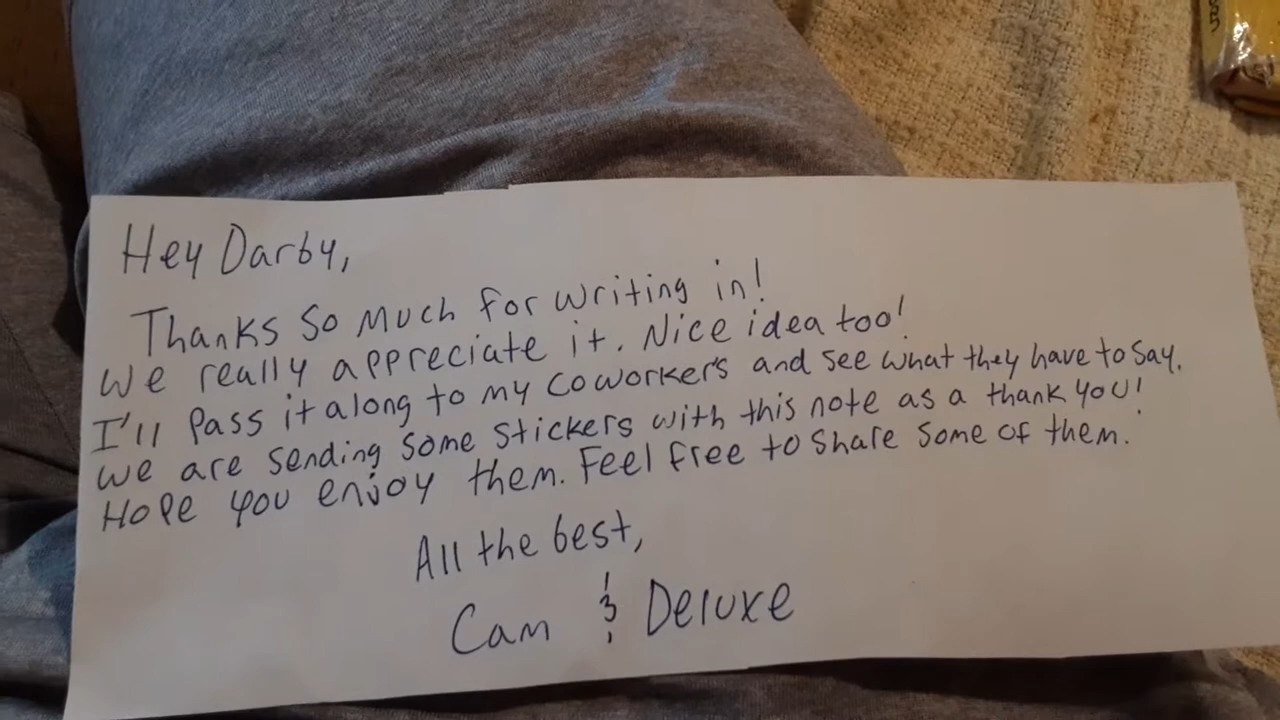 Hey Darby,
Thanks so much for writing in!
We really appreciate it. Nice idea too!
I'll pass it along to my coworkers and see what they have to say.
We are sending some stickers with this note as a thank you!
Hope you enjoy them. Feel free to share some of them.
All the best,
Cam & Deluxe